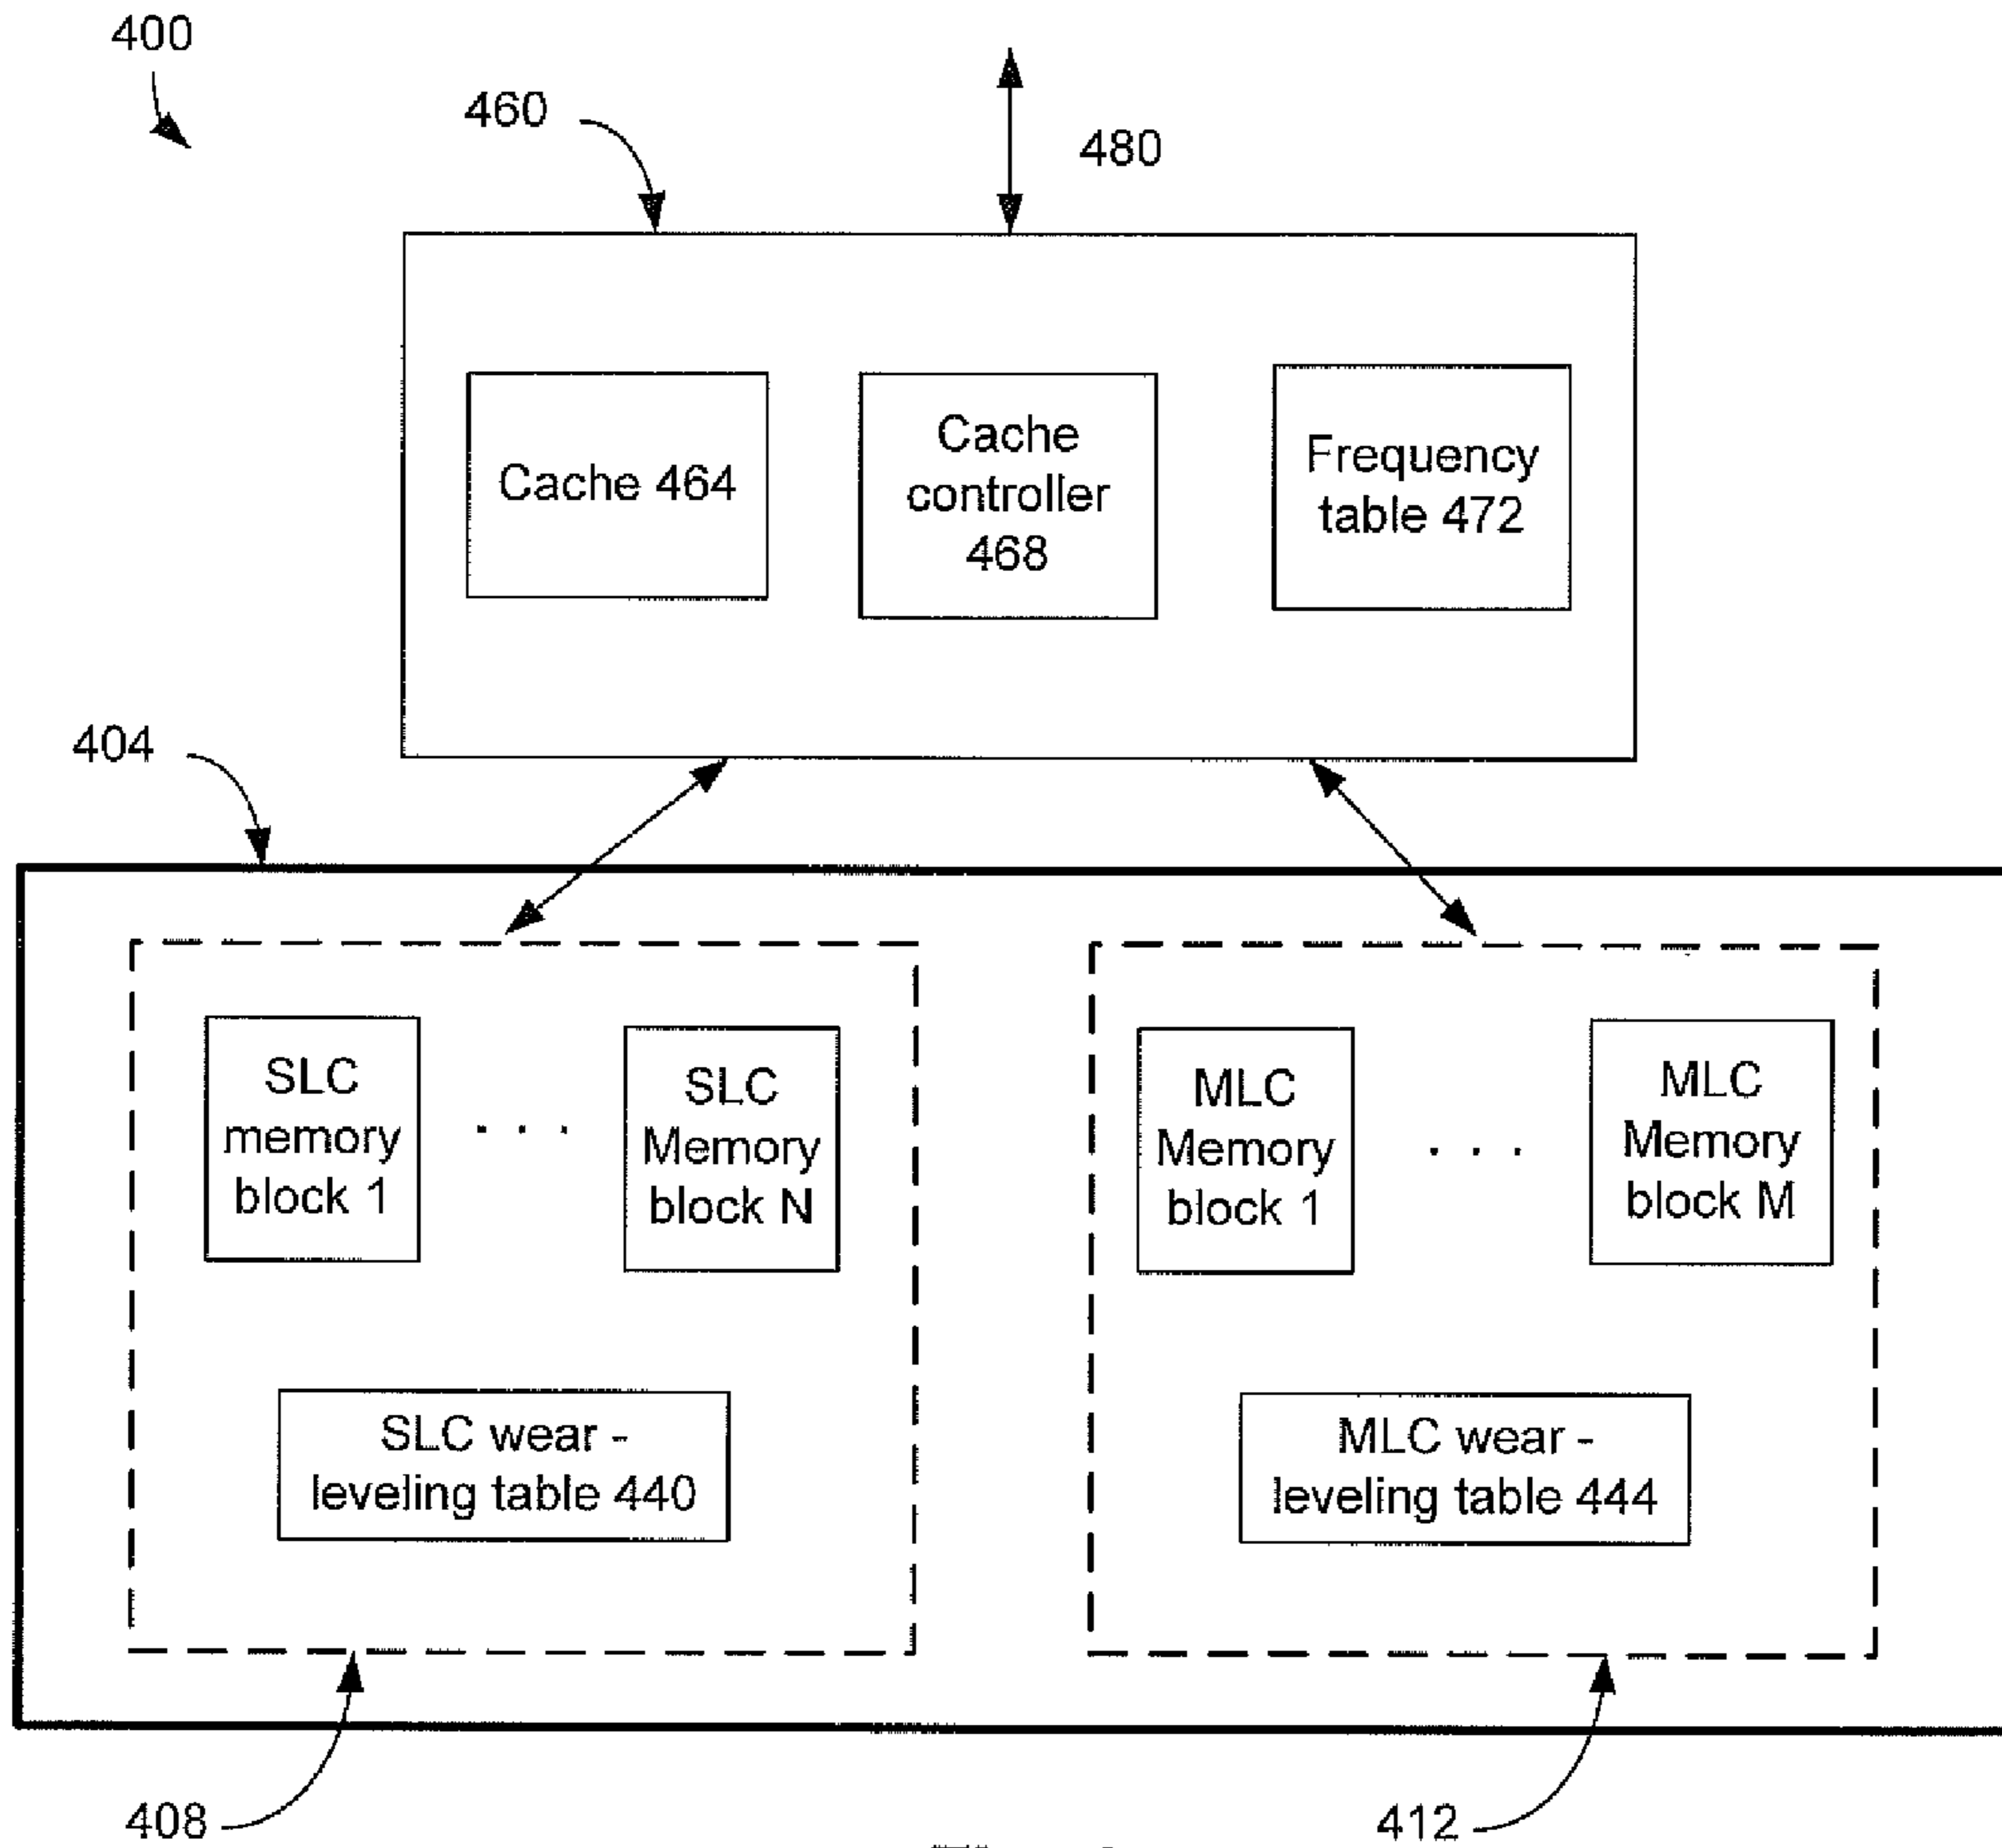 400
460
480
Cache 464
Cache
controller
468
Frequency
table 472
404
SLC
memory
block 1
. . .
SLC
Memory
block N
MLC
Memory
block 1
. . .
MLC
Memory
block M
SLC wear -
leveling table 440
MLC wear -
leveling table 444
408
412